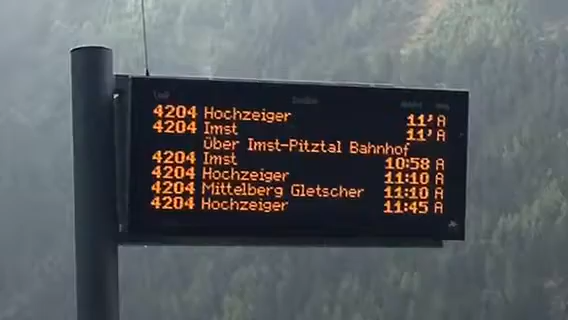 4204 Hochzeiger 11' A
4204 Imst 11' A
Über Imst-Pitztal Bahnhof
4204 Imst 10:58 A
4204 Hochzeiger 11:10 A
4204 Mittelberg Gletscher 11:10 A
4204 Hochzeiger 11:45 A